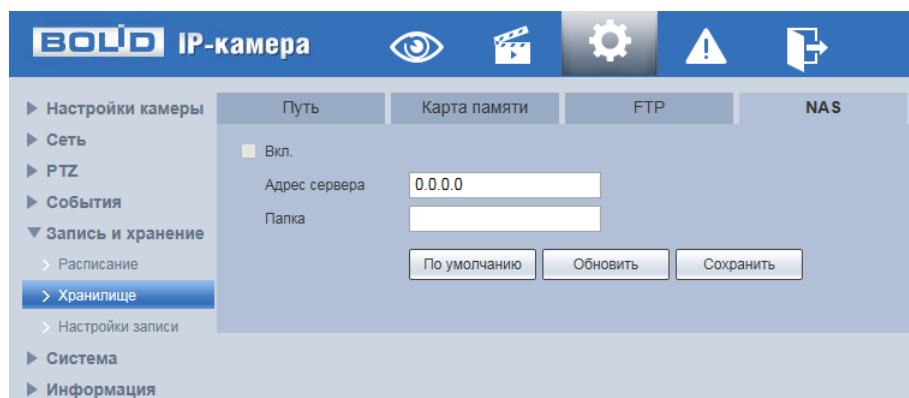 BOLID IP-камера
Настройки камеры
Сеть
PTZ
События
Запись и хранение
Расписание
Хранилище
Настройки записи
Система
Информация
Путь Карта памяти FTP NAS
Вкл.
Адрес сервера 0.0.0.0
Папка
По умолчанию Обновить Сохранить